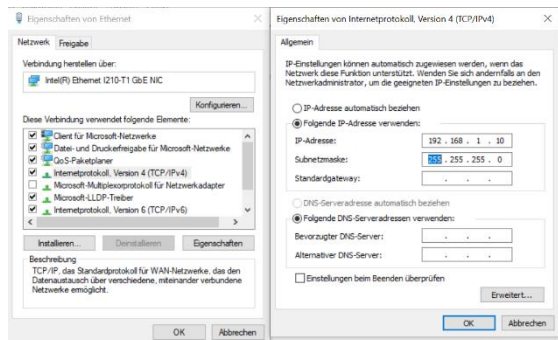 Eigenschaften von Ethernet
Netzwerk Freigabe
Verbindung herstellen über:
Intel(R) Ethernet I210-T1 GbE NIC
Konfigurieren...
Diese Verbindung verwendet folgende Elemente:
Client für Microsoft-Netzwerke
Datei- und Druckerfreigabe für Microsoft-Netzwerke
QoS-Paketplaner
Internetprotokoll, Version 4 (TCP/IPv4)
Microsoft-Multiplexorprotokoll für Netzwerkadapter
Microsoft-LLDP-Treiber
Internetprotokoll, Version 6 (TCP/IPv6)
Installieren... Deinstallieren Eigenschaften
Beschreibung
TCP/IP, das Standardprotokoll für WAN-Netzwerke, das den
Datenaustausch über verschiedene, miteinander verbundene
Netzwerke ermöglicht.
OK Abbrechen
Eigenschaften von Internetprotokoll, Version 4 (TCP/IPv4)
Allgemein
IP-Einstellungen können automatisch zugewiesen werden, wenn das
Netzwerk diese Funktion unterstützt. Wenden Sie sich andernfalls an den
Netzwerkadministrator, um die geeigneten IP-Einstellungen zu beziehen.
IP-Adresse automatisch beziehen
Folgende IP-Adresse verwenden:
IP-Adresse: 192 . 168 . 1 . 10
Subnetzmaske: 255 . 255 . 255 . 0
Standardgateway: . . .
DNS-Serveradresse automatisch beziehen
Folgende DNS-Serveradressen verwenden:
Bevorzugter DNS-Server: . . .
Alternativer DNS-Server: . . .
Einstellungen beim Beenden überprüfen
Erweitert...
OK Abbrechen